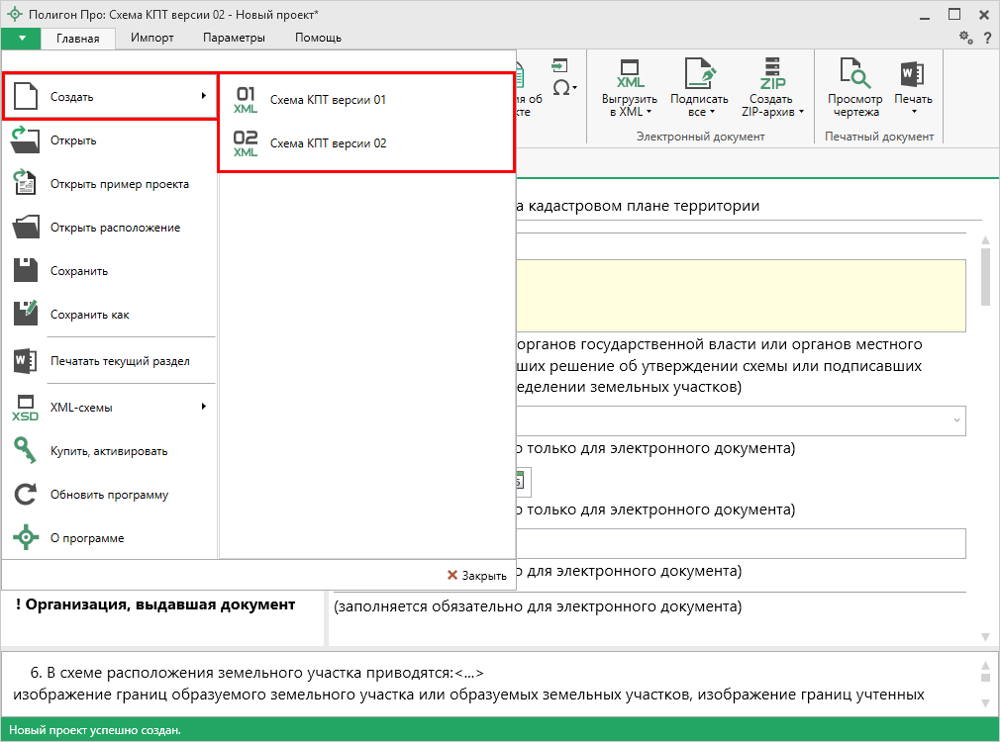 Полигон Про: Схема КПТ версии 02 - Новый проект*
Главная Импорт Параметры Помощь
?
Создать
Открыть
Открыть пример проекта
Открыть расположение
Сохранить
Сохранить как
Печатать текущий раздел
XSD XML-схемы
Купить, активировать
Обновить программу
О программе
01 XML Схема КПТ версии 01
02 XML Схема КПТ версии 02
Закрыть
XML
Выгрузить
в XML
Подписать
все
ZIP
Создать
ZIP-архив
Электронный документ
Просмотр
чертежа
W
Печать
Печатный документ
а кадастровом плане территории
органов государственной власти или органов местного
ших решение об утверждении схемы или подписавших
еделении земельных участков)
о только для электронного документа)
о только для электронного документа)
о для электронного документа)
! Организация, выдавшая документ
(заполняется обязательно для электронного документа)
6. В схеме расположения земельного участка приводятся:<...>
изображение границ образуемого земельного участка или образуемых земельных участков, изображение границ учтенных
Новый проект успешно создан.